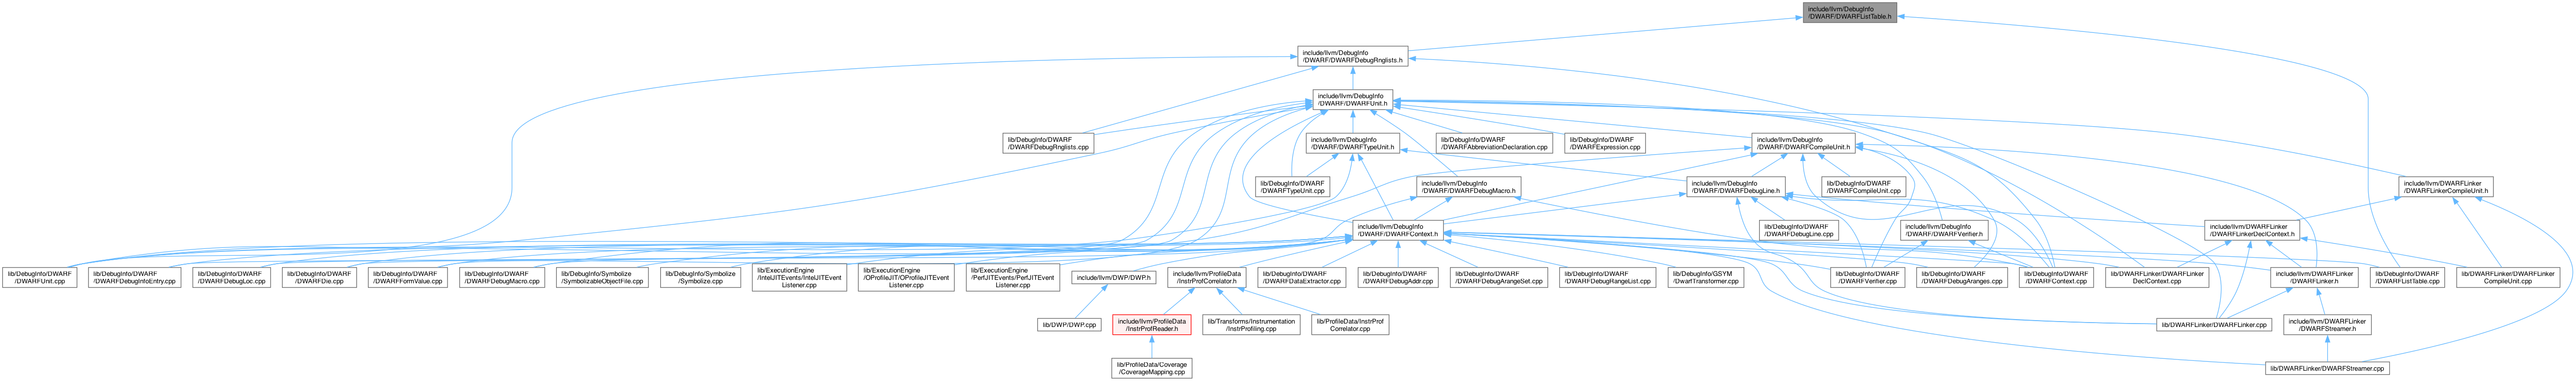 include/llvm/DebugInfo
/DWARF/DWARFListTable.h
include/llvm/DebugInfo
/DWARF/DWARFDebugRnglists.h
include/llvm/DebugInfo
/DWARF/DWARFUnit.h
lib/DebugInfo/DWARF
/DWARFDebugRnglists.cpp
include/llvm/DebugInfo
/DWARF/DWARFTypeUnit.h
lib/DebugInfo/DWARF
/DWARFAbbreviationDeclaration.cpp
lib/DebugInfo/DWARF
/DWARFExpression.cpp
include/llvm/DebugInfo
/DWARF/DWARFCompileUnit.h
lib/DebugInfo/DWARF
/DWARFTypeUnit.cpp
include/llvm/DebugInfo
/DWARF/DWARFDebugMacro.h
include/llvm/DebugInfo
/DWARF/DWARFDebugLine.h
lib/DebugInfo/DWARF
/DWARFCompileUnit.cpp
include/llvm/DWARFLinker
/DWARFLinkerCompileUnit.h
include/llvm/DebugInfo
/DWARF/DWARFContext.h
lib/DebugInfo/DWARF
/DWARFDebugLine.cpp
include/llvm/DebugInfo
/DWARF/DWARFVerifier.h
include/llvm/DWARFLinker
/DWARFLinkerDeclContext.h
lib/DebugInfo/DWARF
/DWARFUnit.cpp
lib/DebugInfo/DWARF
/DWARFDebugInfoEntry.cpp
lib/DebugInfo/DWARF
/DWARFDebugLoc.cpp
lib/DebugInfo/DWARF
/DWARFDie.cpp
lib/DebugInfo/DWARF
/DWARFFormValue.cpp
lib/DebugInfo/DWARF
/DWARFDebugMacro.cpp
lib/DebugInfo/Symbolize
/SymbolizableObjectFile.cpp
lib/DebugInfo/Symbolize
/Symbolize.cpp
lib/ExecutionEngine
/IntelJITEvents/IntelJITEvent
Listener.cpp
lib/ExecutionEngine
/OProfileJIT/OProfileJITEvent
Listener.cpp
lib/ExecutionEngine
/PerfJITEvents/PerfJITEvent
Listener.cpp
include/llvm/DWP/DWP.h
include/llvm/ProfileData
/InstrProfCorrelator.h
lib/DebugInfo/DWARF
/DWARFDataExtractor.cpp
lib/DebugInfo/DWARF
/DWARFDebugAddr.cpp
lib/DebugInfo/DWARF
/DWARFDebugArangeSet.cpp
lib/DebugInfo/DWARF
/DWARFDebugRangeList.cpp
lib/DebugInfo/GSYM
/DwarfTransformer.cpp
lib/DebugInfo/DWARF
/DWARFVerifier.cpp
lib/DebugInfo/DWARF
/DWARFDebugAranges.cpp
lib/DebugInfo/DWARF
/DWARFContext.cpp
lib/DWARFLinker/DWARFLinker
DeclContext.cpp
include/llvm/DWARFLinker
/DWARFLinker.h
lib/DebugInfo/DWARF
/DWARFListTable.cpp
lib/DWARFLinker/DWARFLinker
CompileUnit.cpp
lib/DWP/DWP.cpp
include/llvm/ProfileData
/InstrProfReader.h
lib/Transforms/Instrumentation
/InstrProfiling.cpp
lib/ProfileData/InstrProf
Correlator.cpp
lib/DWARFLinker/DWARFLinker.cpp
include/llvm/DWARFLinker
/DWARFStreamer.h
lib/ProfileData/Coverage
/CoverageMapping.cpp
lib/DWARFLinker/DWARFStreamer.cpp